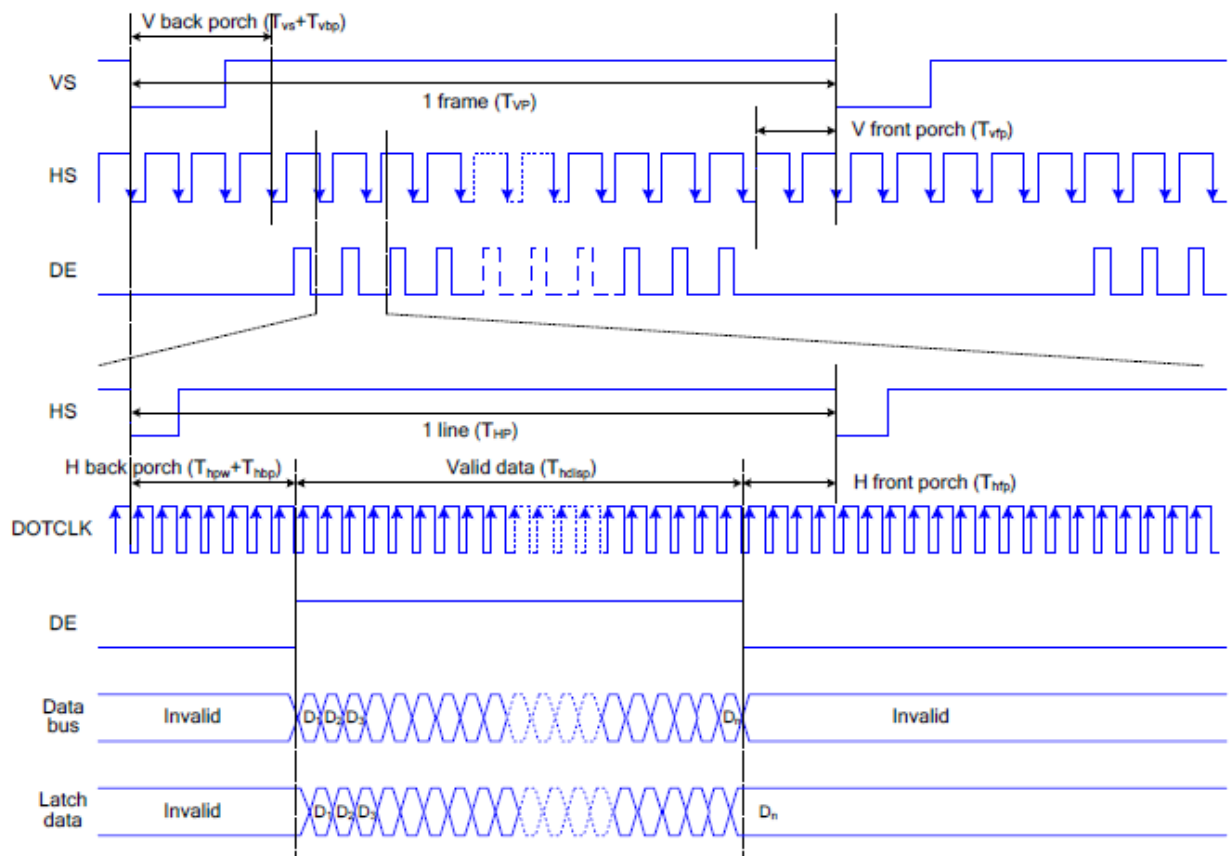 V back porch (Tvs+Tvbp)
VS
1 frame (TVP)
V front porch (Tvfp)
HS
DE
HS
1 line (THP)
H back porch (Thpw+Thbp)
Valid data (Thdisp)
H front porch (Thfp)
DOTCLK
DE
Data
bus
Invalid
D1 D2 D3
Dn
Invalid
Latch
data
Invalid
D1 D2 D3
Dn